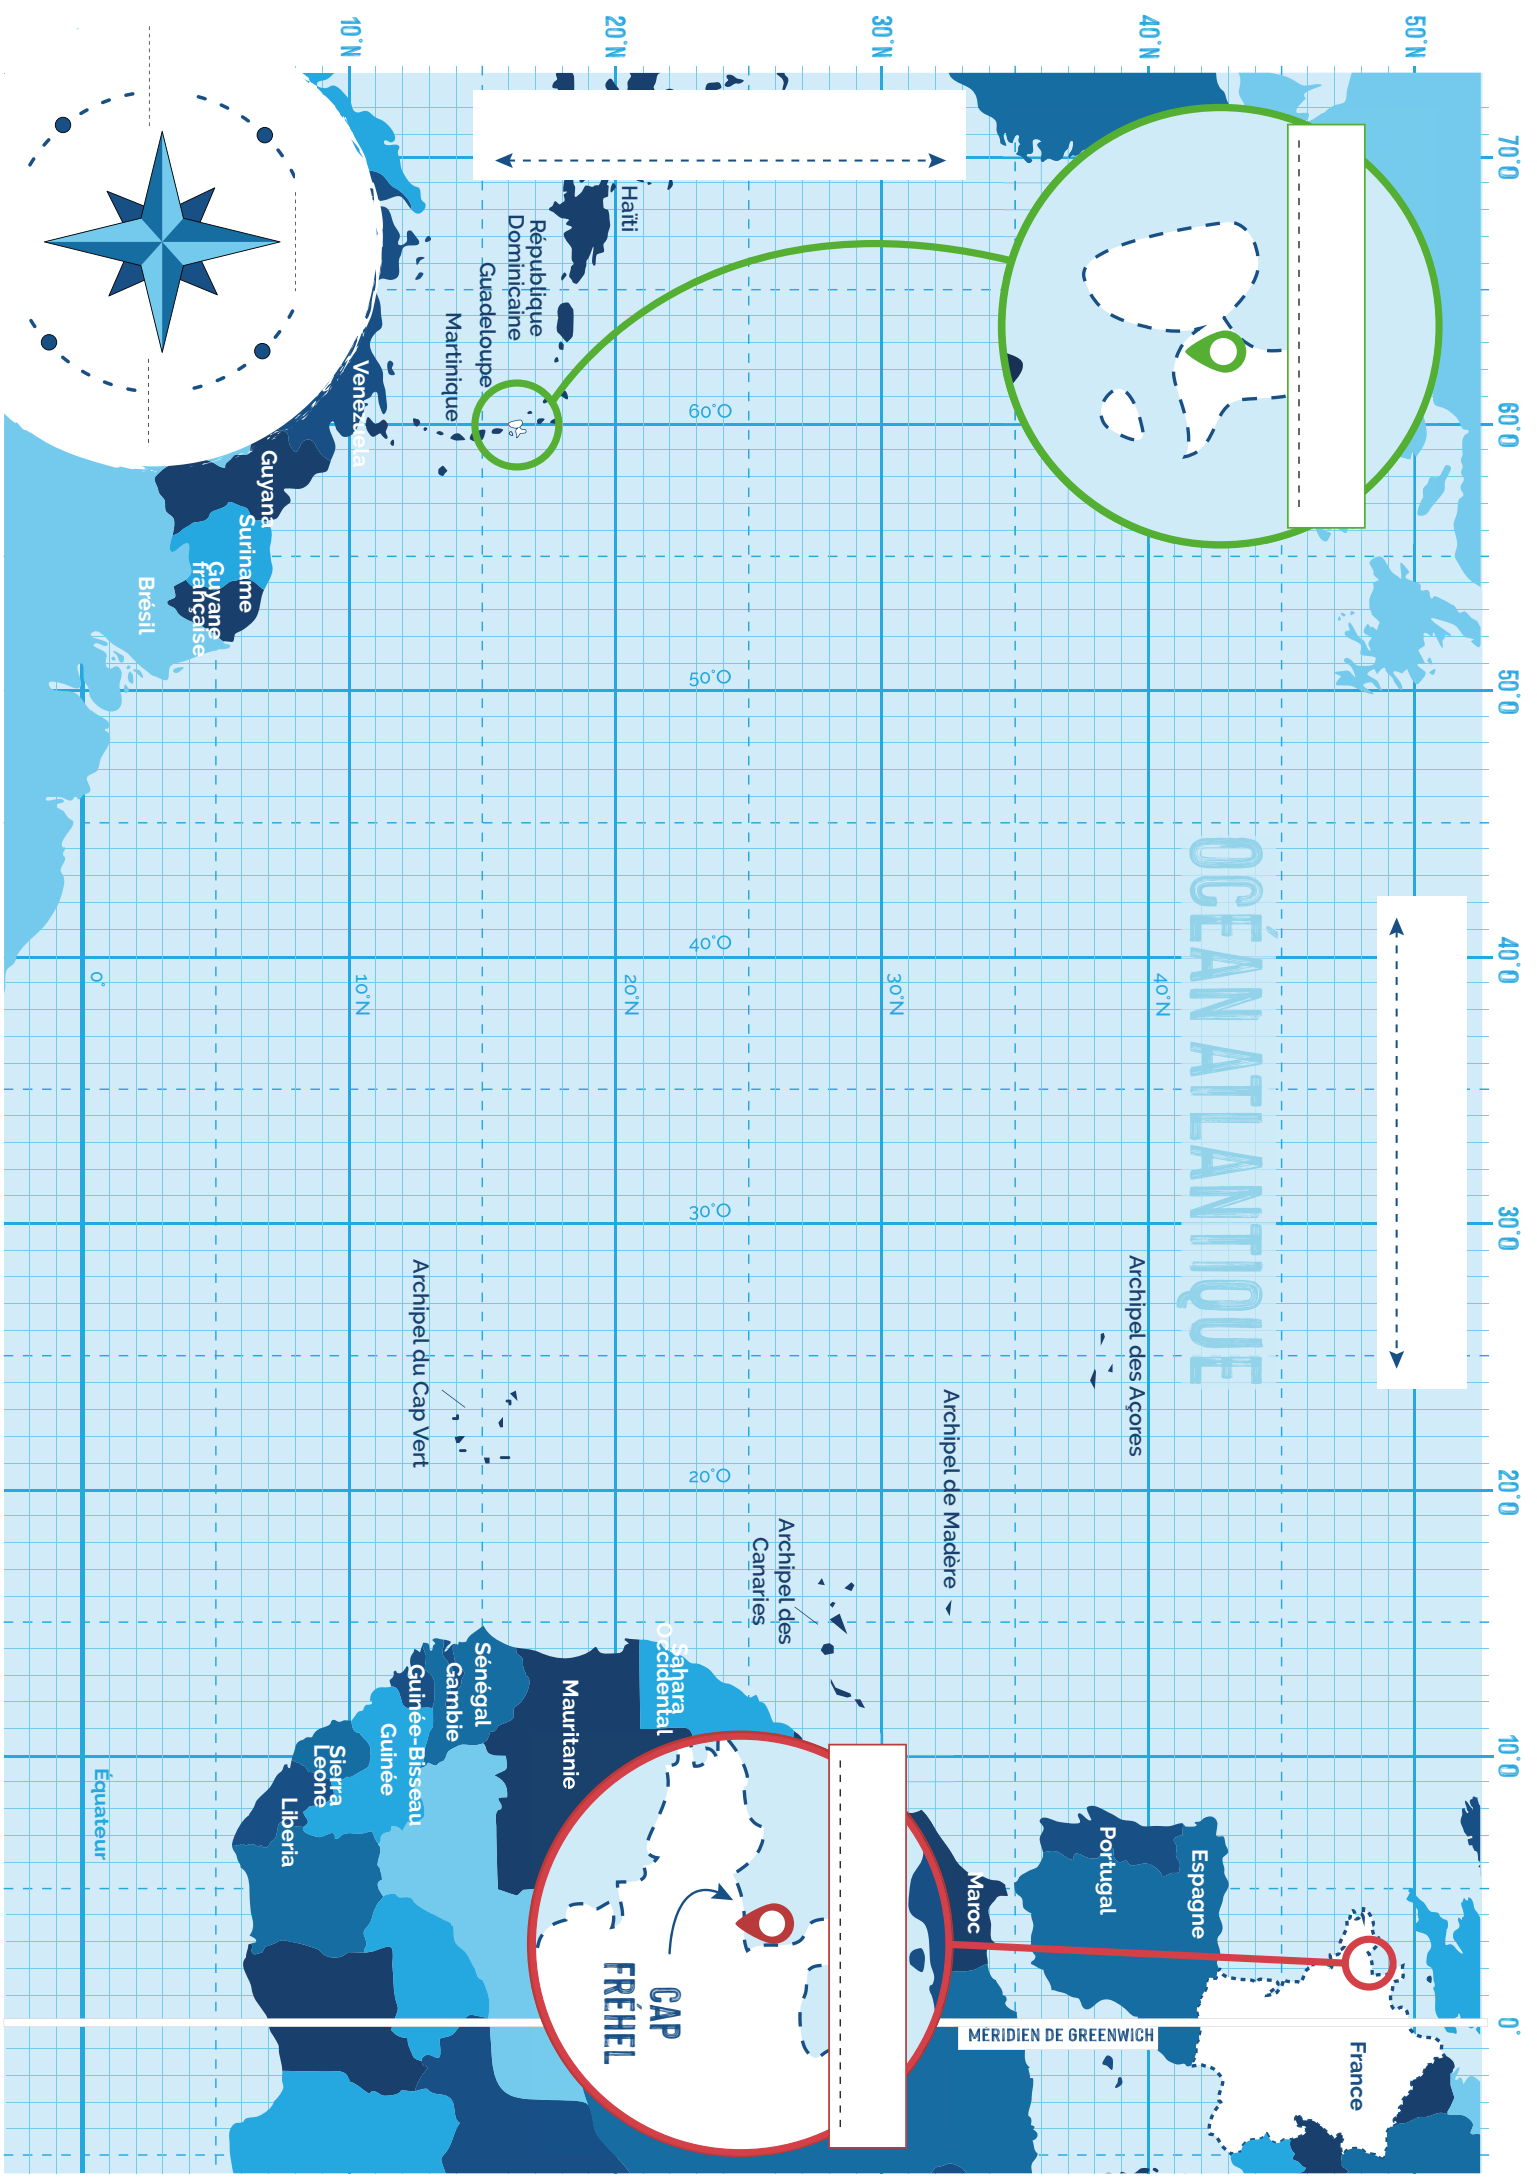 70°O
60°O
50°O
40°O
30°O
20°O
10°O
0°
50°N
40°N
30°N
20°N
10°N
OCÉAN ATLANTIQUE
40°N
30°N
20°N
10°N
0°
60°O
50°O
40°O
30°O
20°O
Haïti
République
Dominicaine
Guadeloupe
Martinique
Venezuela
Guyana
Suriname
Guyane
française
Brésil
Archipel des Açores
Archipel de Madère
Archipel des
Canaries
Archipel du Cap Vert
France
Espagne
Portugal
MÉRIDIEN DE GREENWICH
Maroc
CAP
FRÉHEL
Sahara
Occidental
Mauritanie
Sénégal
Gambie
Guinée-Bisseau
Guinée
Sierra
Leone
Liberia
Équateur